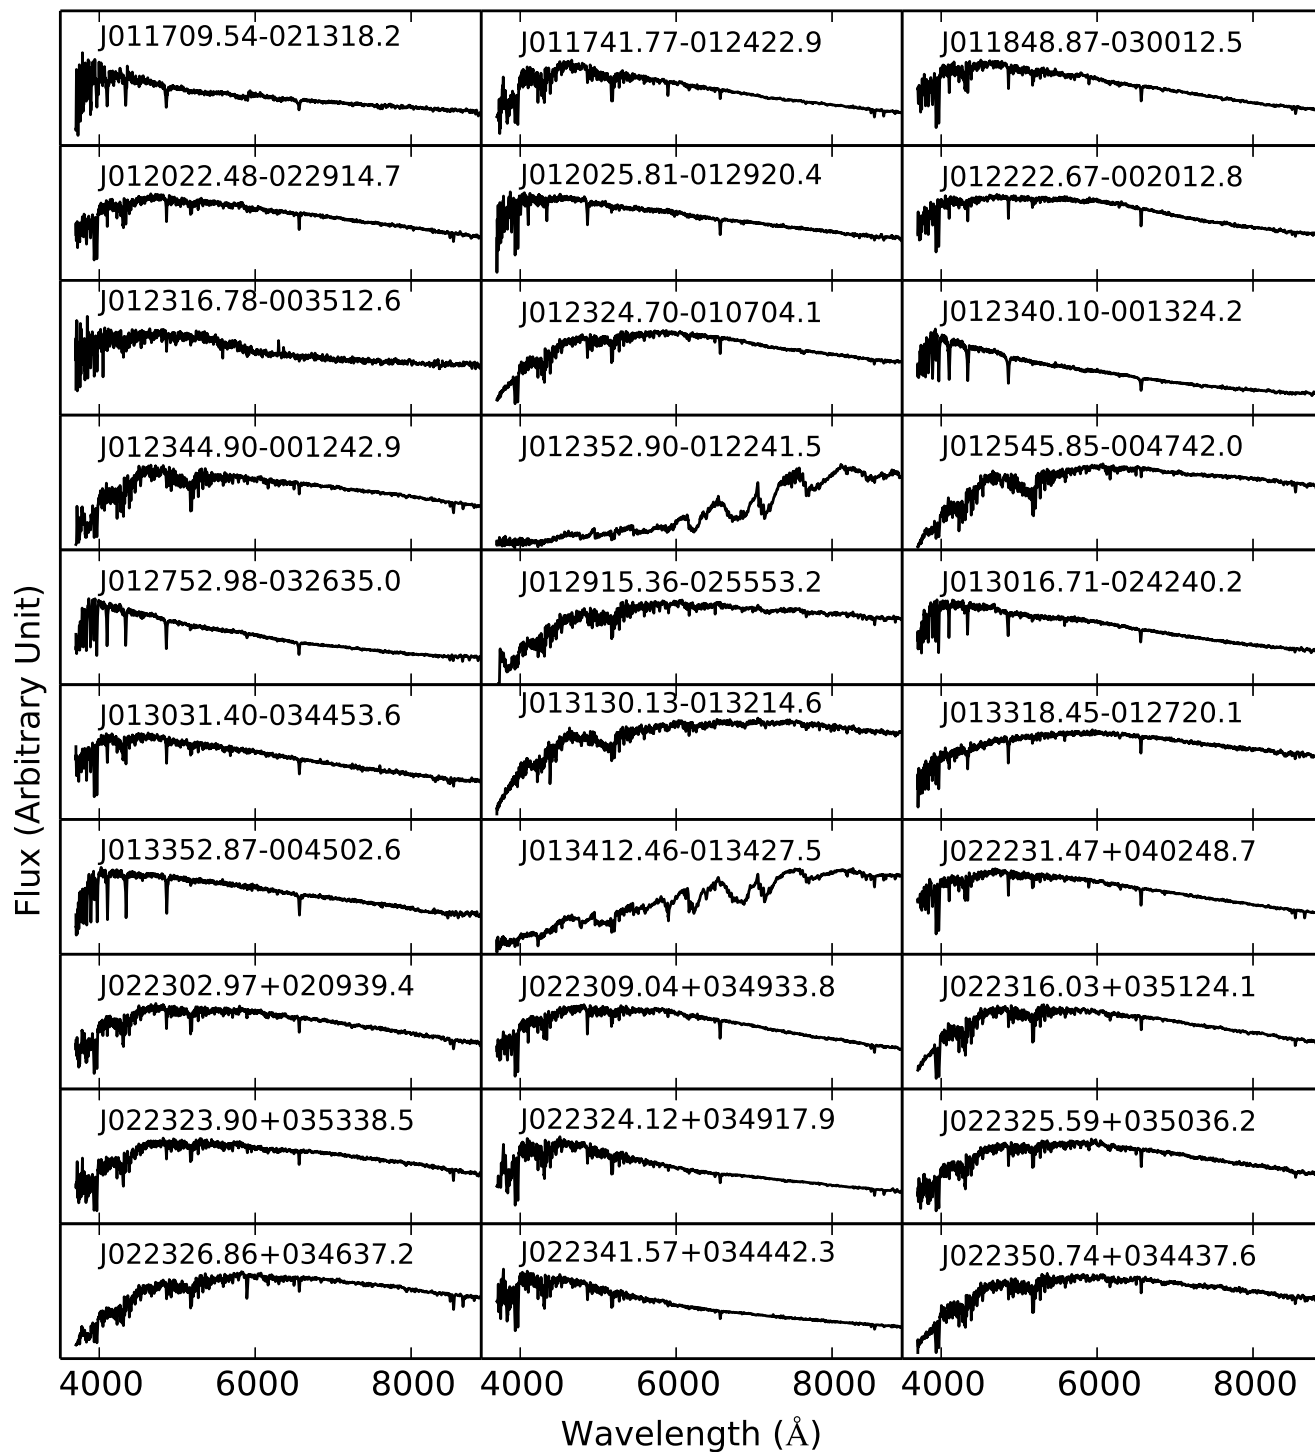 J011709.54-021318.2
J011741.77-012422.9
J011848.87-030012.5
J012022.48-022914.7
J012025.81-012920.4
J012222.67-002012.8
J012316.78-003512.6
J012324.70-010704.1
J012340.10-001324.2
J012344.90-001242.9
J012352.90-012241.5
J012545.85-004742.0
J012752.98-032635.0
J012915.36-025553.2
J013016.71-024240.2
J013031.40-034453.6
J013130.13-013214.6
J013318.45-012720.1
J013352.87-004502.6
J013412.46-013427.5
J022231.47+040248.7
J022302.97+020939.4
J022309.04+034933.8
J022316.03+035124.1
J022323.90+035338.5
J022324.12+034917.9
J022325.59+035036.2
J022326.86+034637.2
J022341.57+034442.3
J022350.74+034437.6
Flux (Arbitrary Unit)
4000 6000 8000 4000 6000 8000 4000 6000 8000
Wavelength (Å)